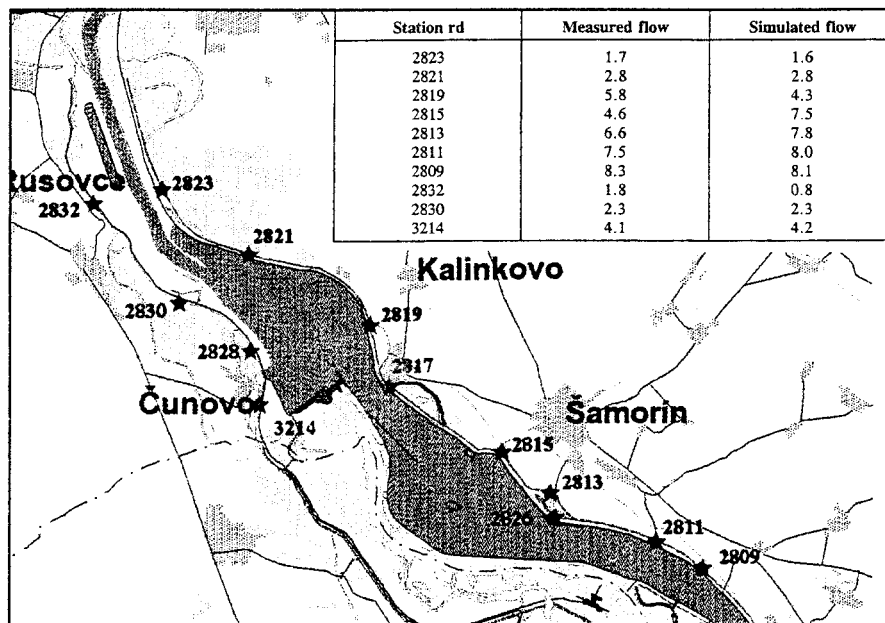 Station rd Measured flow Simulated flow
2823 1.7 1.6
2821 2.8 2.8
2819 5.8 4.3
2815 4.6 7.5
2813 6.6 7.8
2811 7.5 8.0
2809 8.3 8.1
2832 1.8 0.8
2830 2.3 2.3
3214 4.1 4.2
Rusovce
2823
2832
2821
Kalinkovo
2830
2819
2828
2817
Čunovo
3214
Šamorín
2815
2813
2826
2811
2809